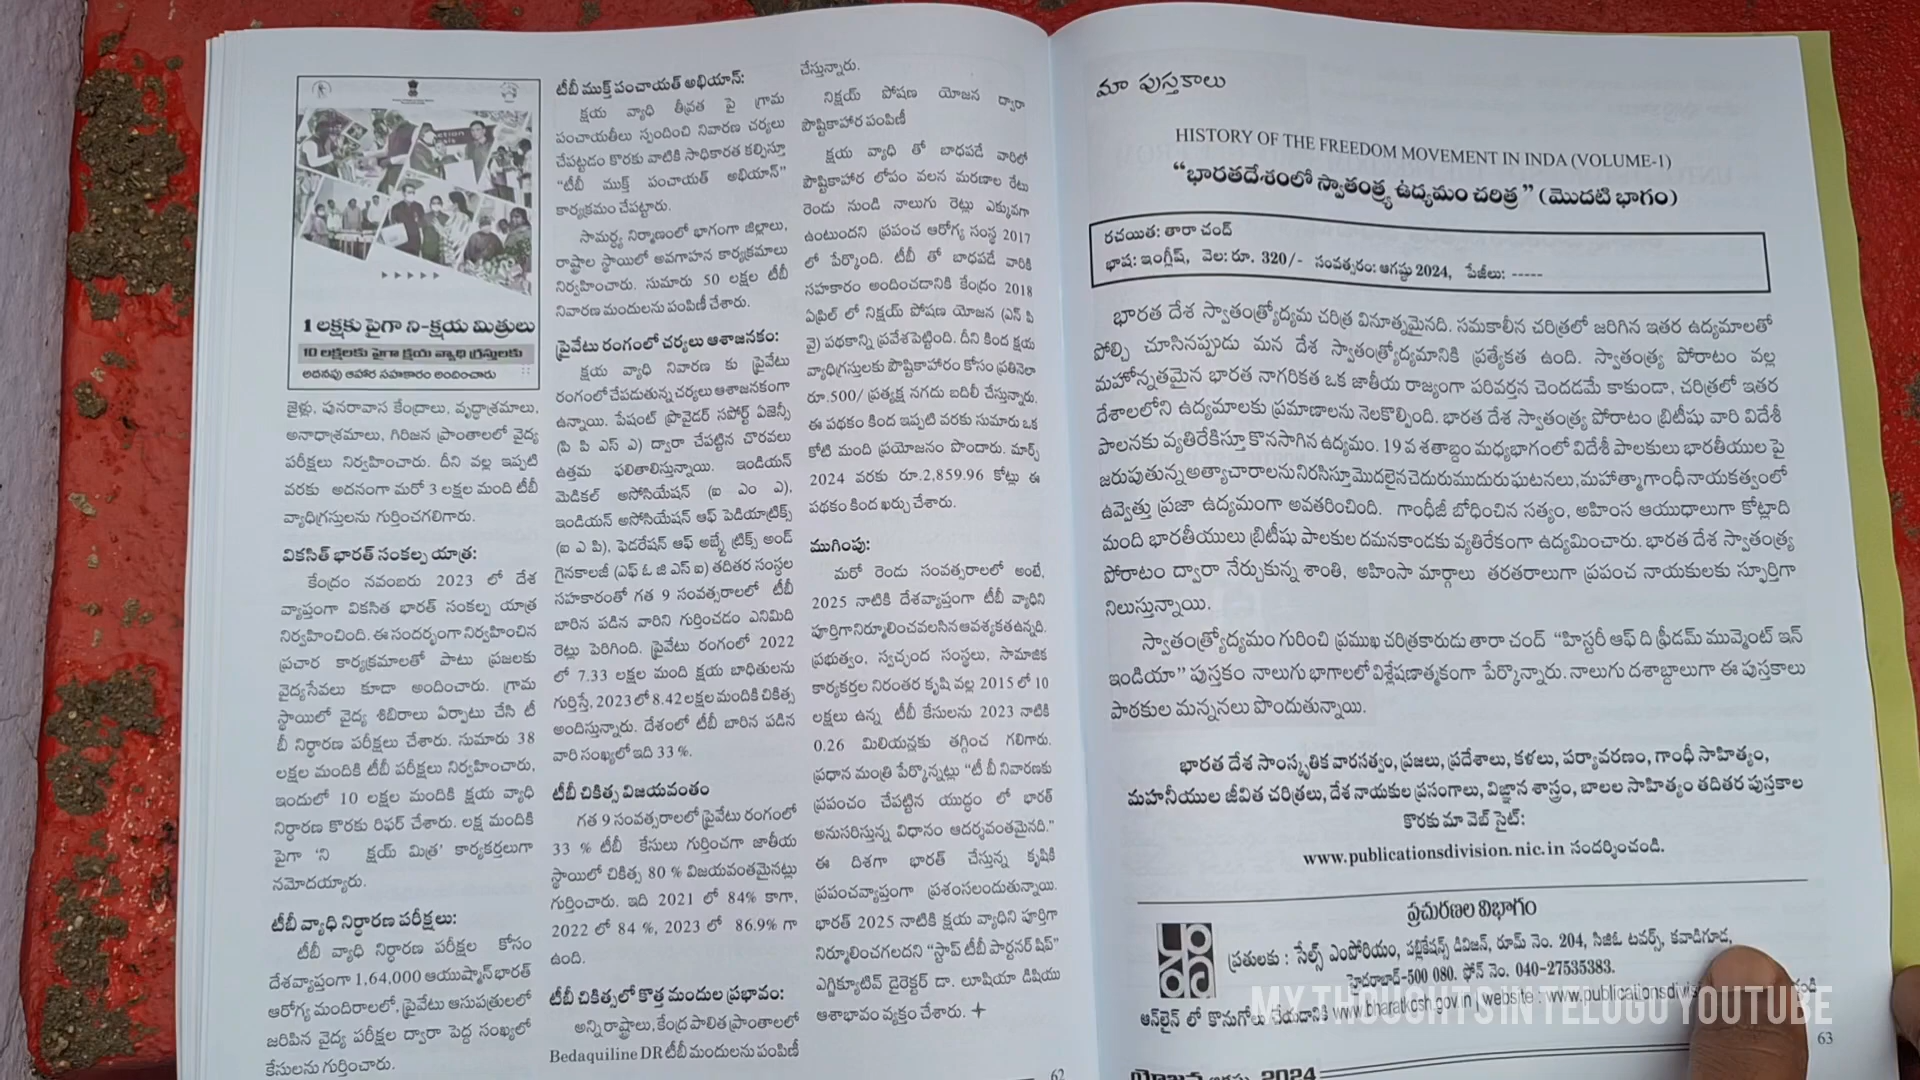 1 లక్షకు పైగా ని-క్షయ మిత్రులు
10 లక్షలకు పైగా క్షయ వ్యాధి గ్రస్తులకు
అదనపు ఆహార సహకారం అందించారు
జైళ్లు, పునరావాస కేంద్రాలు, వృద్ధాశ్రమాలు,
అనాధాశ్రమాలు, గిరిజన ప్రాంతాలలో వైద్య
పరీక్షలు నిర్వహించారు. దీని వల్ల ఇప్పటి
వరకు అదనంగా మరో 3 లక్షల మంది టీబీ
వ్యాధిగ్రస్తులను గుర్తించగలిగారు.
వికసిత్ భారత్ సంకల్ప యాత్ర:
కేంద్రం నవంబరు 2023 లో దేశ
వ్యాప్తంగా వికసిత భారత్ సంకల్ప యాత్ర
నిర్వహించింది. ఈ సందర్భంగా నిర్వహించిన
ప్రచార కార్యక్రమాలతో పాటు ప్రజలకు
వైద్యసేవలు కూడా అందించారు. గ్రామ
స్థాయిలో వైద్య శిబిరాలు ఏర్పాటు చేసి టీ
బీ నిర్ధారణ పరీక్షలు చేశారు. సుమారు 38
లక్షల మందికి టీబీ పరీక్షలు నిర్వహించారు,
ఇందులో 10 లక్షల మందికి క్షయ వ్యాధి
నిర్ధారణ కొరకు రిఫర్ చేశారు. లక్ష మందికి
పైగా 'ని క్షయ్ మిత్ర' కార్యకర్తలుగా
నమోదయ్యారు.
టీబీ వ్యాధి నిర్ధారణ పరీక్షలు:
టీబీ వ్యాధి నిర్ధారణ పరీక్షల కోసం
దేశవ్యాప్తంగా 1,64,000 ఆయుష్మాన్ భారత్
ఆరోగ్య మందిరాలలో, ప్రైవేటు ఆసుపత్రులలో
జరిపిన వైద్య పరీక్షల ద్వారా పెద్ద సంఖ్యలో
కేసులను గుర్తించారు.
టీబీ ముక్త్ పంచాయత్ అభియాన్:
క్షయ వ్యాధి తీవ్రత పై గ్రామ
పంచాయతీలు స్పందించి నివారణ చర్యలు
చేపట్టడం కొరకు వాటికి సాధికారత కల్పిస్తూ
"టీబీ ముక్త్ పంచాయత్ అభియాన్"
కార్యక్రమం చేపట్టారు.
సామర్ధ్య నిర్మాణంలో భాగంగా జిల్లాలు,
రాష్ట్రాల స్థాయిలో అవగాహన కార్యక్రమాలు
నిర్వహించారు. సుమారు 50 లక్షల టీబీ
నివారణ మందులను పంపిణీ చేశారు.
ప్రైవేటు రంగంలో చర్యలు ఆశాజనకం:
క్షయ వ్యాధి నివారణ కు ప్రైవేటు
రంగంలో చేపడుతున్న చర్యలు ఆశాజనకంగా
ఉన్నాయి. పేషంట్ ప్రొవైడర్ సపోర్ట్ ఏజెన్సీ
(పి పి ఎస్ ఎ) ద్వారా చేపట్టిన చొరవలు
ఉత్తమ ఫలితాలిస్తున్నాయి. ఇండియన్
మెడికల్ అసోసియేషన్ (ఐ ఎం ఎ),
ఇండియన్ అసోసియేషన్ ఆఫ్ పెడియాట్రిక్స్
(ఐ ఎ పి), ఫెడరేషన్ ఆఫ్ అబ్స్టే ట్రిక్స్ అండ్
గైనకాలజీ (ఎఫ్ ఓ జి ఎస్ ఐ) తదితర సంస్థల
సహకారంతో గత 9 సంవత్సరాలలో టీబీ
బారిన పడిన వారిని గుర్తించడం ఎనిమిది
రెట్లు పెరిగింది. ప్రైవేటు రంగంలో 2022
లో 7.33 లక్షల మంది క్షయ బాధితులను
గుర్తిస్తే, 2023 లో 8.42 లక్షల మందికి చికిత్స
అందిస్తున్నారు. దేశంలో టీబీ బారిన పడిన
వారి సంఖ్యలో ఇది 33 %.
టీబీ చికిత్స విజయవంతం
గత 9 సంవత్సరాలలో ప్రైవేటు రంగంలో
33 % టీబీ కేసులు గుర్తించగా జాతీయ
స్థాయిలో చికిత్స 80 % విజయవంతమైనట్లు
గుర్తించారు. ఇది 2021 లో 84% కాగా,
2022 లో 84 %, 2023 లో 86.9% గా
ఉంది.
టీబీ చికిత్సలో కొత్త మందుల ప్రభావం:
అన్ని రాష్ట్రాలు, కేంద్ర పాలిత ప్రాంతాలలో
Bedaquiline DR టీబీ మందులను పంపిణీ
చేస్తున్నారు.
నిక్షయ్ పోషణ యోజన ద్వారా
పౌష్టికాహార పంపిణీ
క్షయ వ్యాధి తో బాధపడే వారిలో
పౌష్టికాహార లోపం వలన మరణాల రేటు
రెండు నుండి నాలుగు రెట్లు ఎక్కువగా
ఉంటుందని ప్రపంచ ఆరోగ్య సంస్థ 2017
లో పేర్కొంది. టీబీ తో బాధపడే వారికి
సహకారం అందించడానికి కేంద్రం 2018
ఏప్రిల్ లో నిక్షయ్ పోషణ యోజన (ఎన్ పి
వై) పథకాన్ని ప్రవేశపెట్టింది. దీని కింద క్షయ
వ్యాధిగ్రస్తులకు పౌష్టికాహారం కోసం ప్రతినెలా
రూ.500/ ప్రత్యక్ష నగదు బదిలీ చేస్తున్నారు.
ఈ పథకం కింద ఇప్పటి వరకు సుమారు ఒక
కోటి మంది ప్రయోజనం పొందారు. మార్చ్
2024 వరకు రూ.2,859.96 కోట్లు ఈ
పథకం కింద ఖర్చు చేశారు.
ముగింపు:
మరో రెండు సంవత్సరాలలో అంటే,
2025 నాటికి దేశవ్యాప్తంగా టీబీ వ్యాధిని
పూర్తిగా నిర్మూలించవలసిన ఆవశ్యకత ఉన్నది.
ప్రభుత్వం, స్వచ్ఛంద సంస్థలు, సామాజిక
కార్యకర్తల నిరంతర కృషి వల్ల 2015 లో 10
లక్షలు ఉన్న టీబీ కేసులను 2023 నాటికి
0.26 మిలియన్లకు తగ్గించ గలిగారు.
ప్రధాన మంత్రి పేర్కొన్నట్లు "టీ బీ నివారణకు
ప్రపంచం చేపట్టిన యుద్ధం లో భారత్
అనుసరిస్తున్న విధానం ఆదర్శవంతమైనది."
ఈ దిశగా భారత్ చేస్తున్న కృషికి
ప్రపంచవ్యాప్తంగా ప్రశంసలందుతున్నాయి.
భారత్ 2025 నాటికి క్షయ వ్యాధిని పూర్తిగా
నిర్మూలించగలదని "స్టాప్ టీబీ పార్టనర్ షిప్"
ఎగ్జిక్యూటివ్ డైరెక్టర్ డా. లూషియా డిషియు
ఆశాభావం వ్యక్తం చేశారు.
62
మా పుస్తకాలు
HISTORY OF THE FREEDOM MOVEMENT IN INDA (VOLUME-1)
"భారతదేశంలో స్వాతంత్ర్య ఉద్యమం చరిత్ర" (మొదటి భాగం)
రచయిత: తారా చంద్
భాష: ఇంగ్లీష్, వెల: రూ. 320/- సంవత్సరం: ఆగష్టు 2024, పేజీలు: -----
భారత దేశ స్వాతంత్ర్యోద్యమ చరిత్ర వినూత్నమైనది. సమకాలీన చరిత్రలో జరిగిన ఇతర ఉద్యమాలతో
పోల్చి చూసినప్పుడు మన దేశ స్వాతంత్ర్యోద్యమానికి ప్రత్యేకత ఉంది. స్వాతంత్ర్య పోరాటం వల్ల
మహోన్నతమైన భారత నాగరికత ఒక జాతీయ రాజ్యంగా పరివర్తన చెందడమే కాకుండా, చరిత్రలో ఇతర
దేశాలలోని ఉద్యమాలకు ప్రమాణాలను నెలకొల్పింది. భారత దేశ స్వాతంత్ర్య పోరాటం బ్రిటీషు వారి విదేశీ
పాలనకు వ్యతిరేకిస్తూ కొనసాగిన ఉద్యమం. 19 వ శతాబ్దం మధ్యభాగంలో విదేశీ పాలకులు భారతీయుల పై
జరుపుతున్న అత్యాచారాలను నిరసిస్తూ మొదలైన చెదురుముదురు ఘటనలు, మహాత్మా గాంధీ నాయకత్వంలో
ఉవ్వెత్తు ప్రజా ఉద్యమంగా అవతరించింది. గాంధీజీ బోధించిన సత్యం, అహింస ఆయుధాలుగా కోట్లాది
మంది భారతీయులు బ్రిటీషు పాలకుల దమనకాండకు వ్యతిరేకంగా ఉద్యమించారు. భారత దేశ స్వాతంత్ర్య
పోరాటం ద్వారా నేర్చుకున్న శాంతి, అహింసా మార్గాలు తరతరాలుగా ప్రపంచ నాయకులకు స్ఫూర్తిగా
నిలుస్తున్నాయి.
స్వాతంత్ర్యోద్యమం గురించి ప్రముఖ చరిత్రకారుడు తారా చంద్ "హిస్టరీ ఆఫ్ ది ఫ్రీడమ్ మువ్మెంట్ ఇన్
ఇండియా" పుస్తకం నాలుగు భాగాలలో విశ్లేషణాత్మకంగా పేర్కొన్నారు. నాలుగు దశాబ్దాలుగా ఈ పుస్తకాలు
పాఠకుల మన్ననలు పొందుతున్నాయి.
భారత దేశ సాంస్కృతిక వారసత్వం, ప్రజలు, ప్రదేశాలు, కళలు, పర్యావరణం, గాంధీ సాహిత్యం,
మహనీయుల జీవిత చరిత్రలు, దేశ నాయకుల ప్రసంగాలు, విజ్ఞాన శాస్త్రం, బాలల సాహిత్యం తదితర పుస్తకాల
కొరకు మా వెబ్ సైట్:
www.publicationsdivision.nic.in సందర్శించండి.
ప్రచురణల విభాగం
ప్రతులకు : సేల్స్ ఎంపోరియం, పబ్లికేషన్స్ డివిజన్, రూమ్ నెం. 204, సిజిఓ టవర్స్, కవాడిగూడ,
హైదరాబాద్-500 080. ఫోన్ నెం. 040-27535383.
ఆన్‌లైన్ లో కొనుగోలు చేయడానికి www.bharatkosh.gov.in | website : www.publicationsdivis
MY THOUGHTS IN TELUGU YOUTUBE
63
యోజన ఆగస్టు 2024